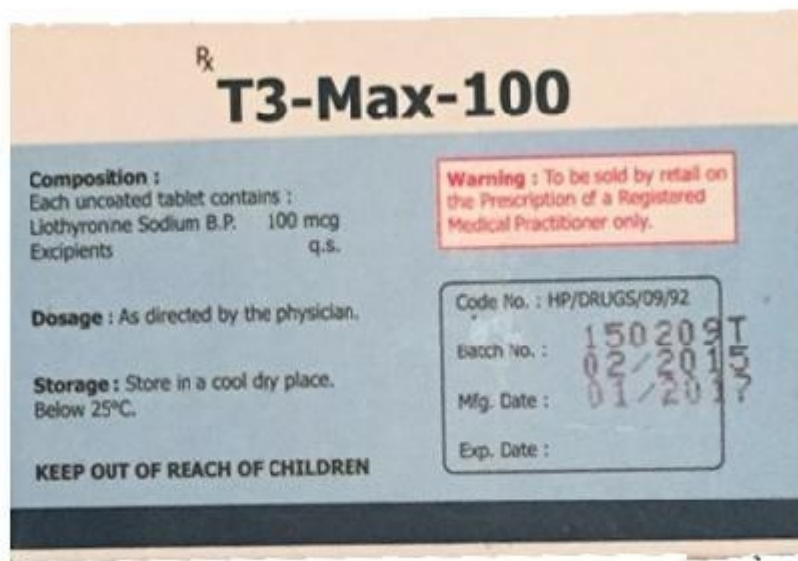 Rx
T3-Max-100
Composition :
Each uncoated tablet contains :
Liothyronine Sodium B.P. 100 mcg
Excipients q.s.
Dosage : As directed by the physician.
Storage : Store in a cool dry place.
Below 25°C.
KEEP OUT OF REACH OF CHILDREN
Warning : To be sold by retail on
the Prescription of a Registered
Medical Practitioner only.
Code No. : HP/DRUGS/09/92
Batch No. : 150209T
02/2015
Mfg. Date : 01/2017
Exp. Date :